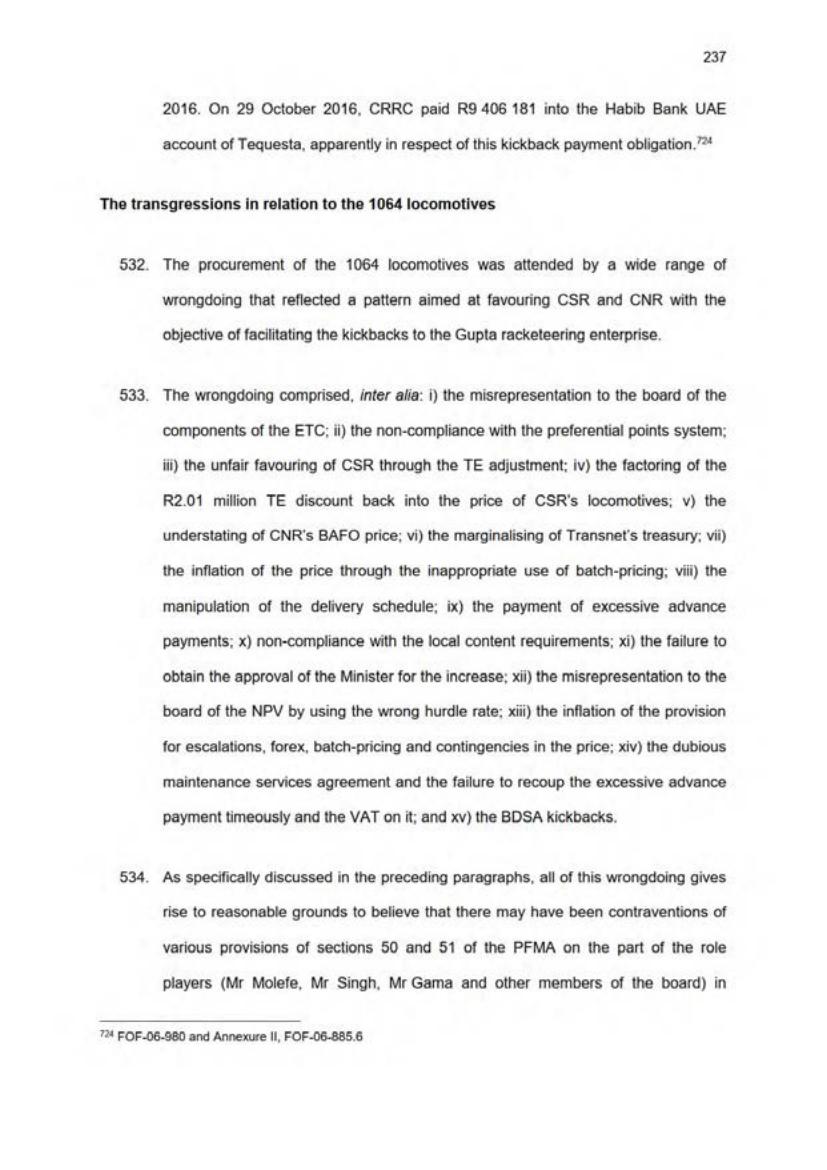 237
2016. On 29 October 2016, CRRC paid R9 406 181 into the Habib Bank UAE
account of Tequesta, apparently in respect of this kickback payment obligation.724
The transgressions in relation to the 1064 locomotives
532. The procurement of the 1064 locomotives was attended by a wide range of
wrongdoing that reflected a pattern aimed at favouring CSR and CNR with the
objective of facilitating the kickbacks to the Gupta racketeering enterprise.
533. The wrongdoing comprised, inter alia: i) the misrepresentation to the board of the
components of the ETC; ii) the non-compliance with the preferential points system;
iii) the unfair favouring of CSR through the TE adjustment; iv) the factoring of the
R2.01 million TE discount back into the price of CSR's locomotives; v) the
understating of CNR's BAFO price; vi) the marginalising of Transnet's treasury; vii)
the inflation of the price through the inappropriate use of batch-pricing; viii) the
manipulation of the delivery schedule; ix) the payment of excessive advance
payments; x) non-compliance with the local content requirements; xi) the failure to
obtain the approval of the Minister for the increase; xii) the misrepresentation to the
board of the NPV by using the wrong hurdle rate; xiii) the inflation of the provision
for escalations, forex, batch-pricing and contingencies in the price; xiv) the dubious
maintenance services agreement and the failure to recoup the excessive advance
payment timeously and the VAT on it; and xv) the BDSA kickbacks.
534. As specifically discussed in the preceding paragraphs, all of this wrongdoing gives
rise to reasonable grounds to believe that there may have been contraventions of
various provisions of sections 50 and 51 of the PFMA on the part of the role
players (Mr Molefe, Mr Singh, Mr Gama and other members of the board) in
724 FOF-06-980 and Annexure II, FOF-06-885.6